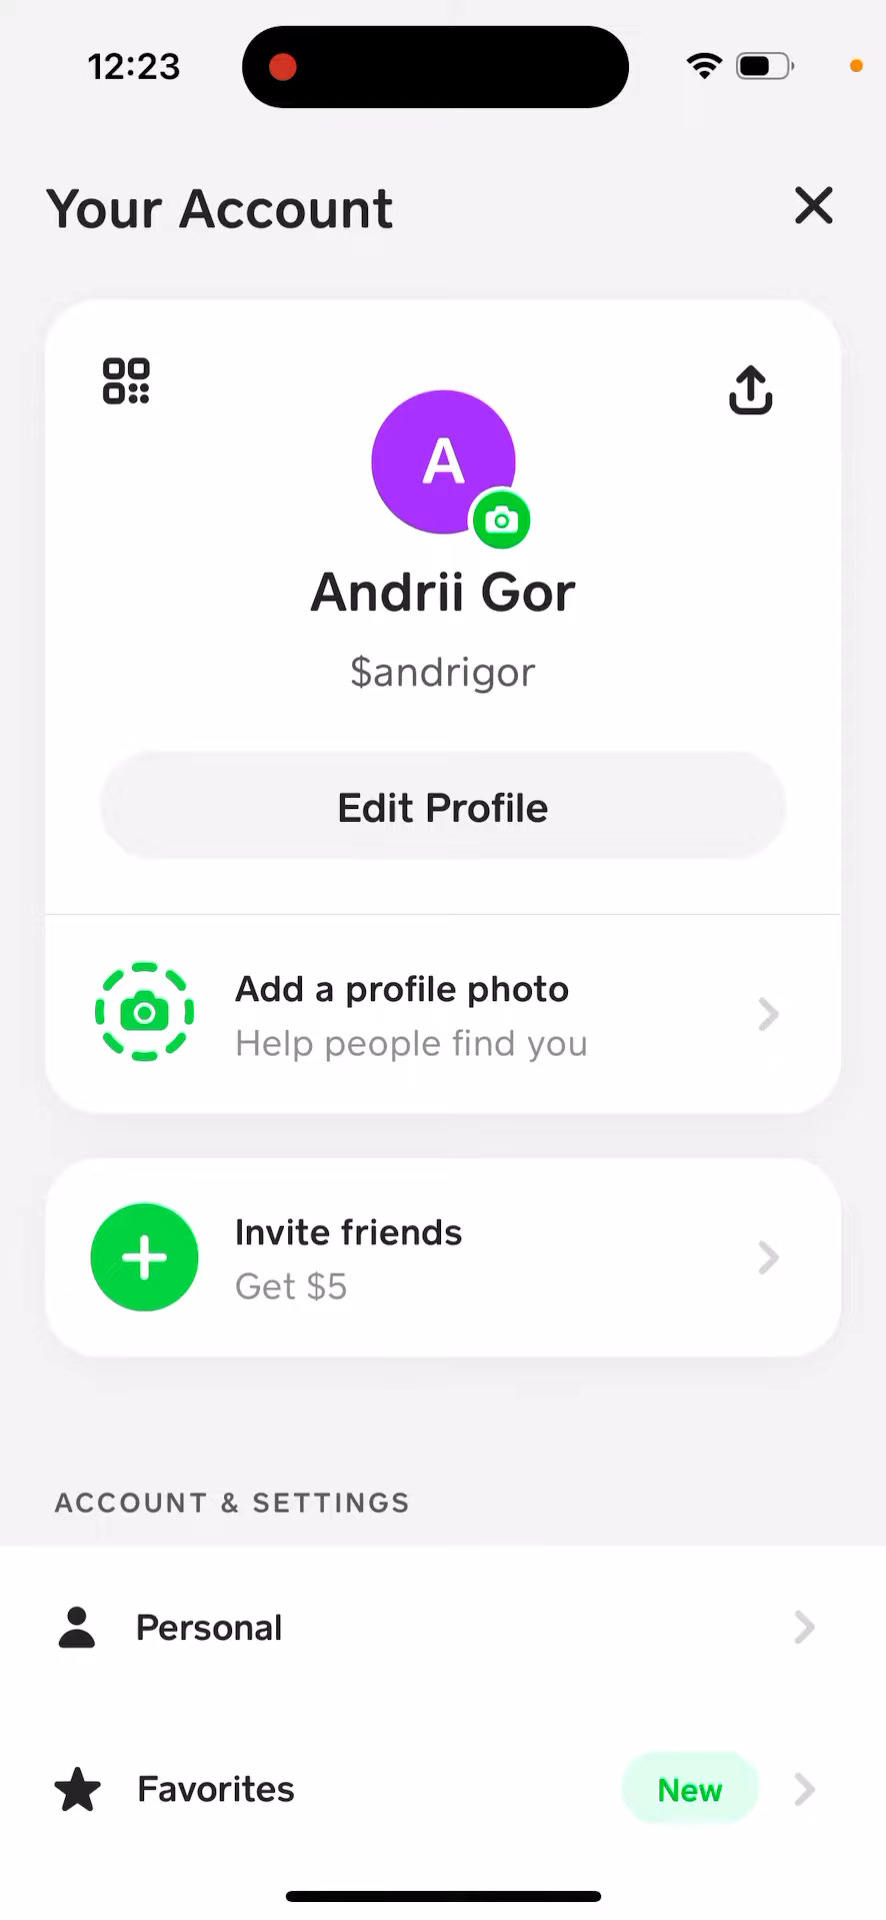 12:23
Your Account
A
Andrii Gor
$andrigor
Edit Profile
Add a profile photo
Help people find you
Invite friends
Get $5
ACCOUNT & SETTINGS
Personal
Favorites
New